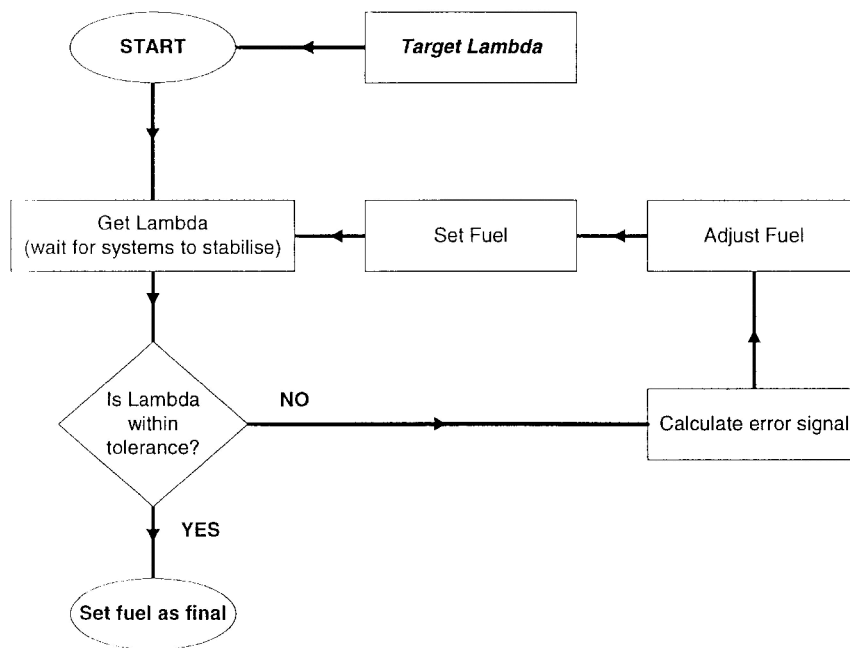 START
Target Lambda
Get Lambda
(wait for systems to stabilise)
Set Fuel
Adjust Fuel
Is Lambda
within
tolerance?
NO
Calculate error signal
YES
Set fuel as final